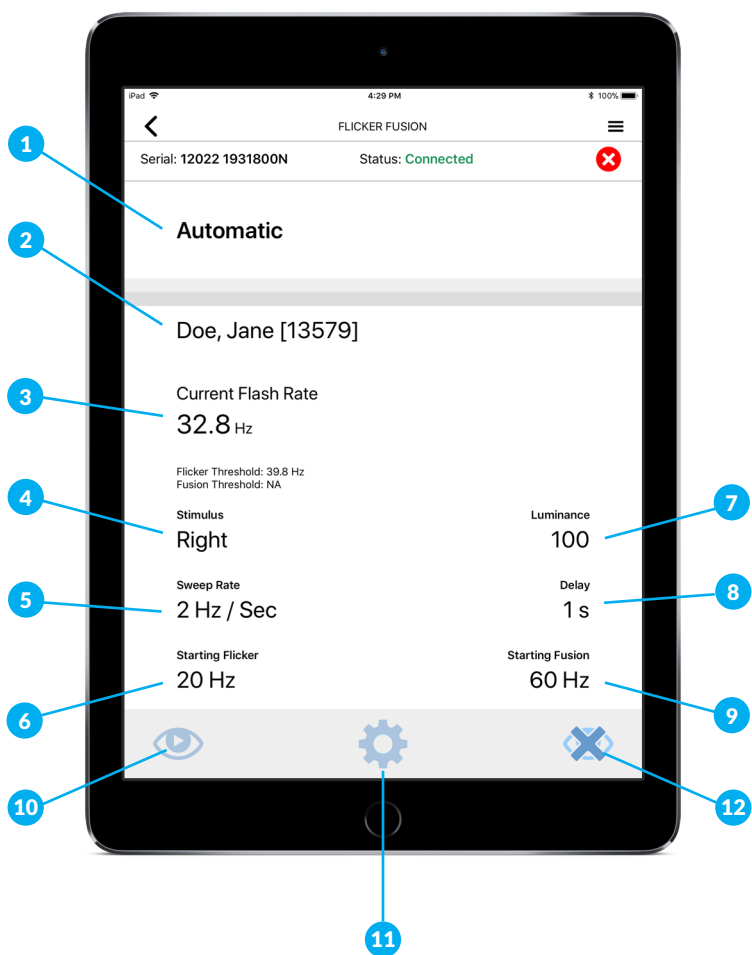 iPad 4:29 PM 100%
FLICKER FUSION
Serial: 12022 1931800N Status: Connected
1
Automatic
2
Doe, Jane [13579]
3
Current Flash Rate
32.8 Hz
Flicker Threshold: 39.8 Hz
Fusion Threshold: NA
4
7
Stimulus Luminance
Right 100
5
8
Sweep Rate Delay
2 Hz / Sec 1 s
Starting Flicker Starting Fusion
20 Hz 60 Hz
6
9
10
12
11